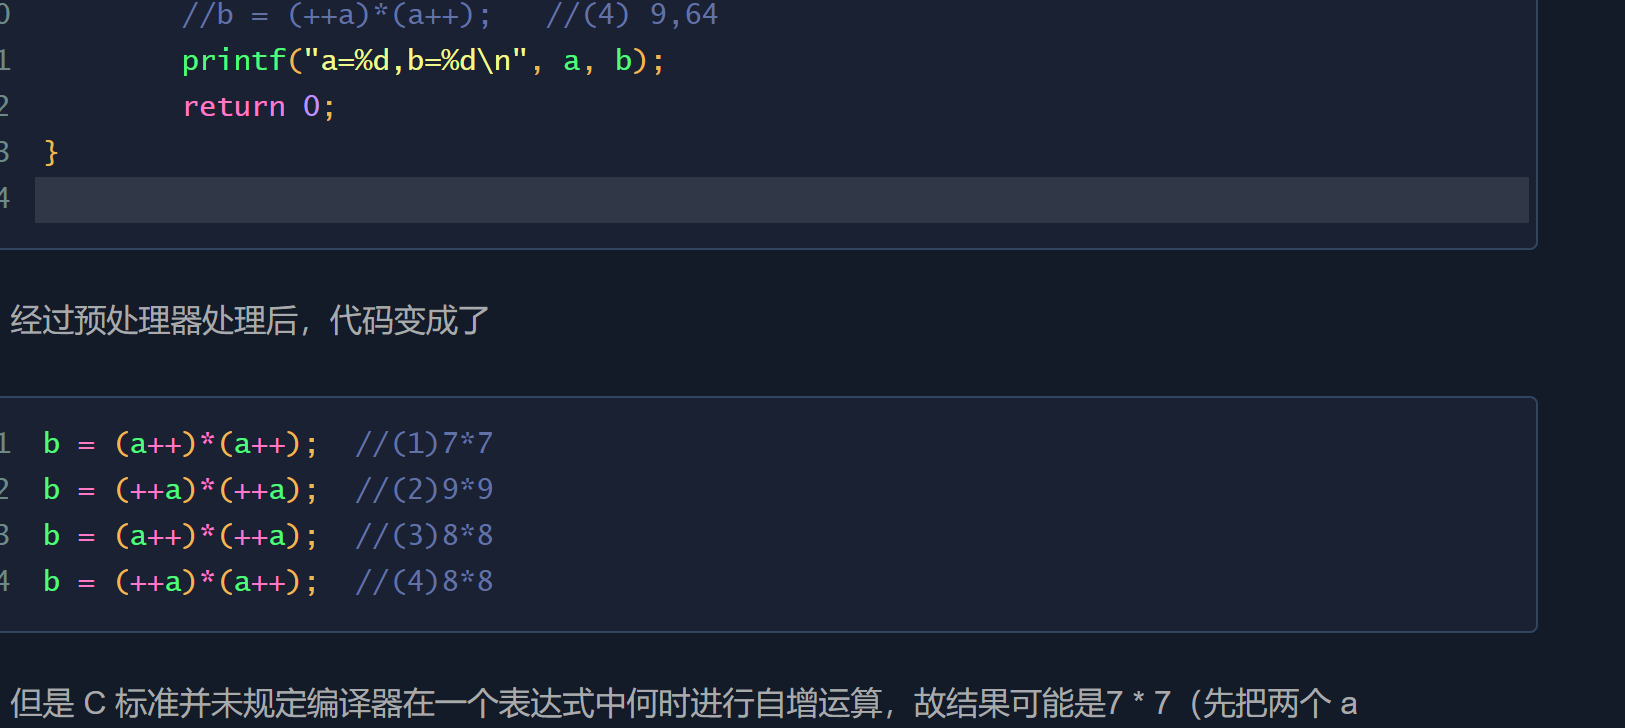 0 //b = (++a)*(a++); //(4) 9,64
1 printf("a=%d,b=%d\n", a, b);
2 return 0;
3 }
4
经过预处理器处理后，代码变成了
1 b = (a++)*(a++); //(1)7*7
2 b = (++a)*(++a); //(2)9*9
3 b = (a++)*(++a); //(3)8*8
4 b = (++a)*(a++); //(4)8*8
但是 C 标准并未规定编译器在一个表达式中何时进行自增运算，故结果可能是7 * 7（先把两个 a